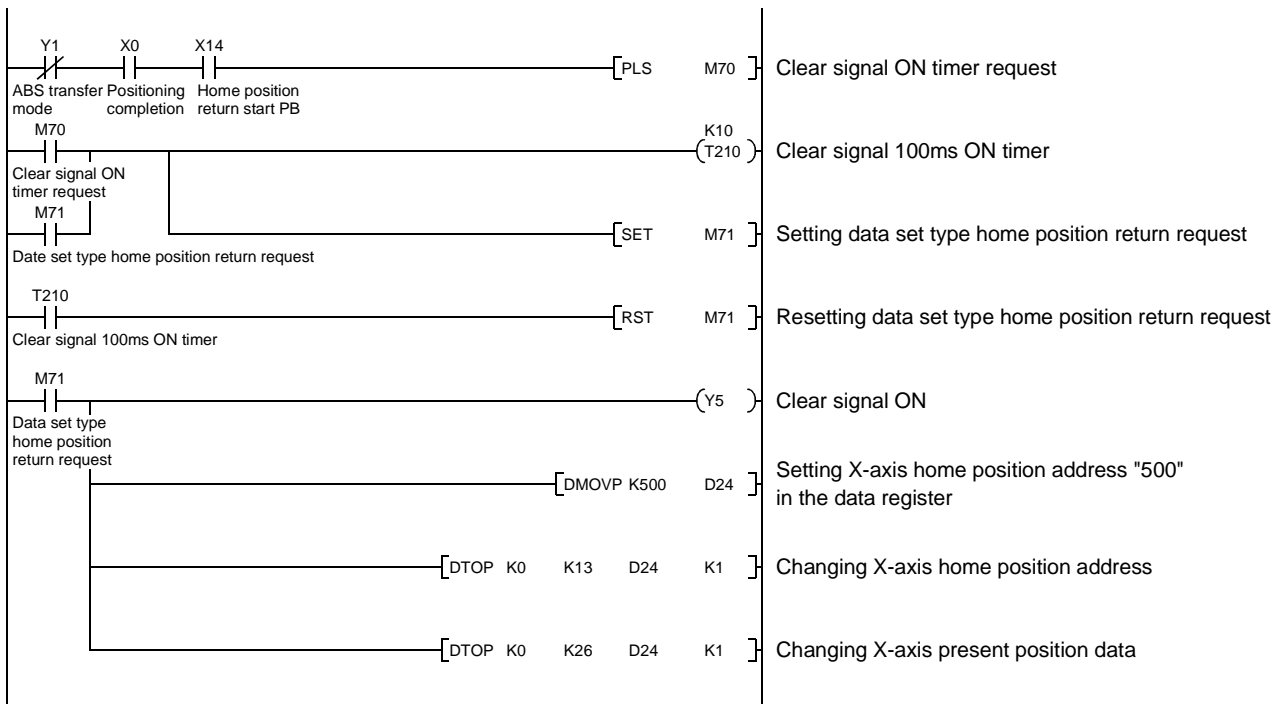 Y1 X0 X14
PLS M70 Clear signal ON timer request
ABS transfer mode Positioning completion Home position return start PB
M70
K10
T210 Clear signal 100ms ON timer
Clear signal ON
timer request
M71
SET M71 Setting data set type home position return request
Date set type home position return request
T210
RST M71 Resetting data set type home position return request
Clear signal 100ms ON timer
M71
Y5 Clear signal ON
Data set type
home position
return request
DMOVP K500 D24 Setting X-axis home position address "500"
in the data register
DTOP K0 K13 D24 K1 Changing X-axis home position address
DTOP K0 K26 D24 K1 Changing X-axis present position data